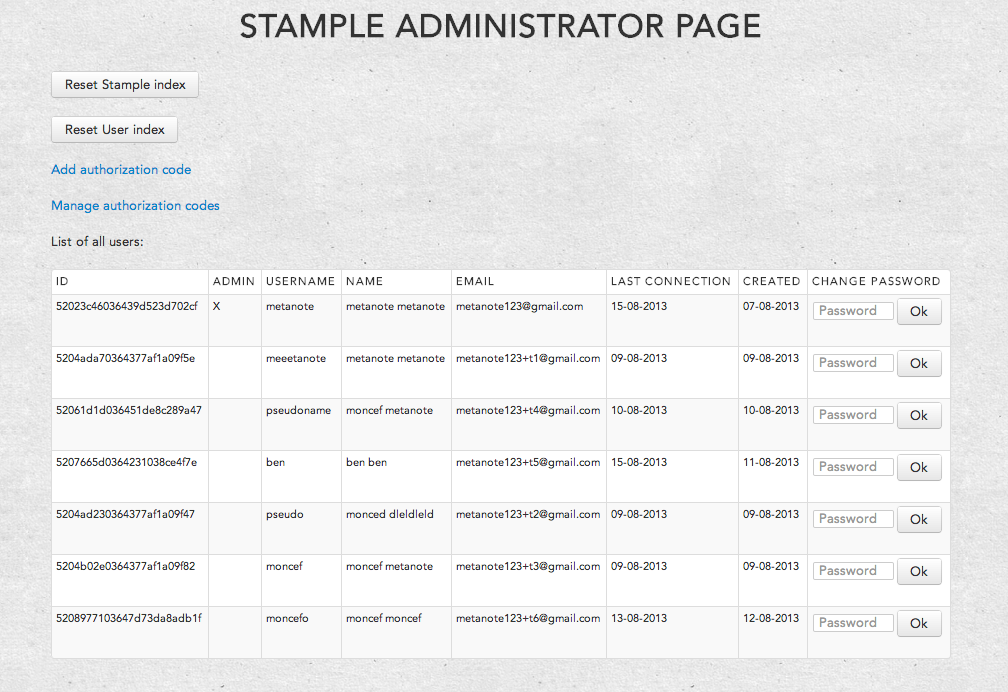 STAMPLE ADMINISTRATOR PAGE
Reset Stample index
Reset User index
Add authorization code
Manage authorization codes
List of all users:
ID ADMIN USERNAME NAME EMAIL LAST CONNECTION CREATED CHANGE PASSWORD
52023c46036439d523d702cf X metanote metanote metanote metanote123@gmail.com 15-08-2013 07-08-2013 Password Ok
5204ada70364377af1a09f5e meeetanote metanote metanote metanote123+t1@gmail.com 09-08-2013 09-08-2013 Password Ok
52061d1d036451de8c289a47 pseudoname moncef metanote metanote123+t4@gmail.com 10-08-2013 10-08-2013 Password Ok
5207665d0364231038ce4f7e ben ben ben metanote123+t5@gmail.com 15-08-2013 11-08-2013 Password Ok
5204ad230364377af1a09f47 pseudo monced dleldleld metanote123+t2@gmail.com 09-08-2013 09-08-2013 Password Ok
5204b02e0364377af1a09f82 moncef moncef metanote metanote123+t3@gmail.com 09-08-2013 09-08-2013 Password Ok
5208977103647d73da8adb1f moncefo moncef moncef metanote123+t6@gmail.com 13-08-2013 12-08-2013 Password Ok